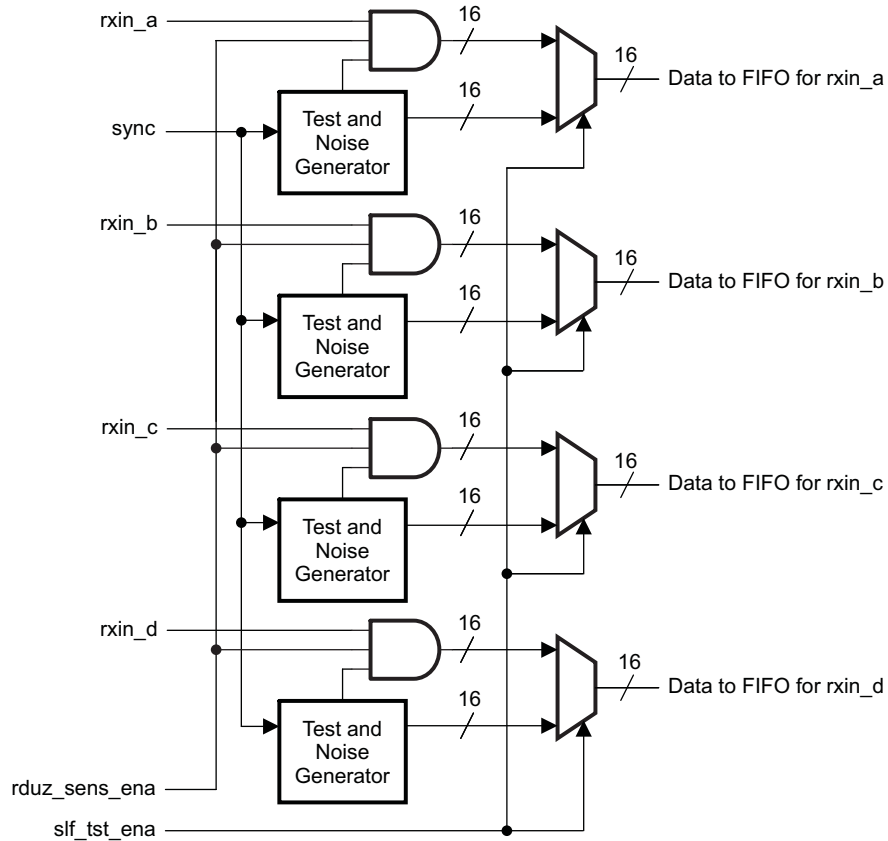 rxin_a
16
16
Data to FIFO for rxin_a
sync
Test and
Noise
Generator
16
rxin_b
16
16
Data to FIFO for rxin_b
Test and
Noise
Generator
16
rxin_c
16
16
Data to FIFO for rxin_c
Test and
Noise
Generator
16
rxin_d
16
16
Data to FIFO for rxin_d
Test and
Noise
Generator
16
rduz_sens_ena
slf_tst_ena